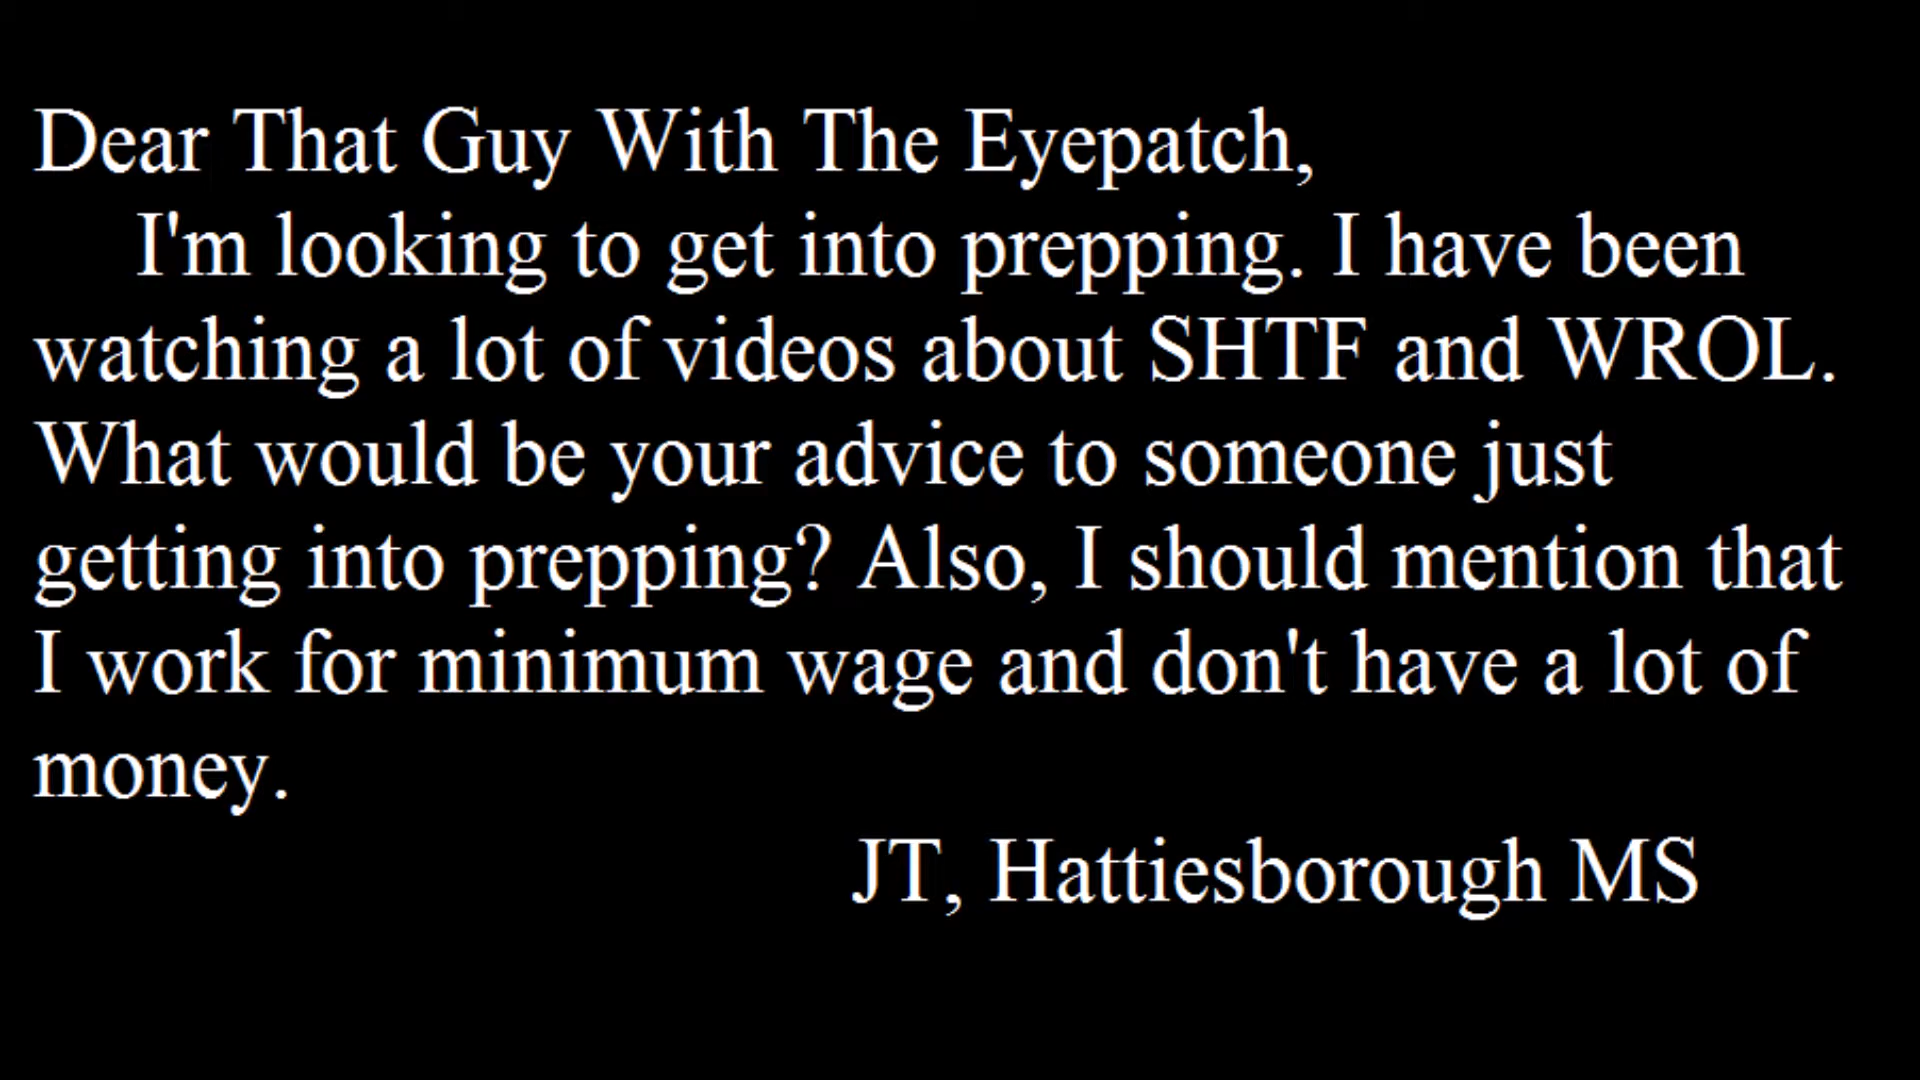 Dear That Guy With The Eyepatch,
I'm looking to get into prepping. I have been
watching a lot of videos about SHTF and WROL.
What would be your advice to someone just
getting into prepping? Also, I should mention that
I work for minimum wage and don't have a lot of
money.
JT, Hattiesborough MS